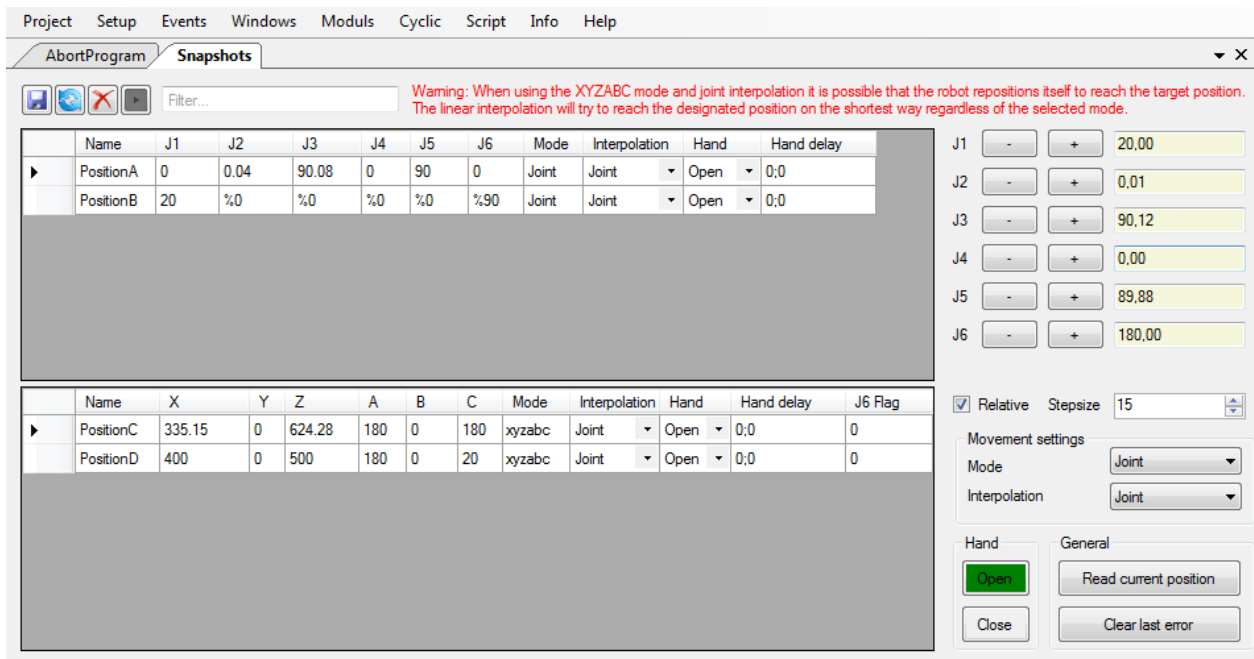 Project Setup Events Windows Moduls Cyclic Script Info Help
AbortProgram Snapshots
Filter...
Warning: When using the XYZABC mode and joint interpolation it is possible that the robot repositions itself to reach the target position.
The linear interpolation will try to reach the designated position on the shortest way regardless of the selected mode.
Name J1 J2 J3 J4 J5 J6 Mode Interpolation Hand Hand delay
PositionA 0 0.04 90.08 0 90 0 Joint Joint Open 0;0
PositionB 20 %0 %0 %0 %0 %90 Joint Joint Open 0;0
J1 - + 20,00
J2 - + 0,01
J3 - + 90,12
J4 - + 0,00
J5 - + 89,88
J6 - + 180,00
Name X Y Z A B C Mode Interpolation Hand Hand delay J6 Flag
PositionC 335.15 0 624.28 180 0 180 xyzabc Joint Open 0;0 0
PositionD 400 0 500 180 0 20 xyzabc Joint Open 0;0 0
Relative Stepsize 15
Movement settings
Mode Joint
Interpolation Joint
Hand General
Open Read current position
Close Clear last error